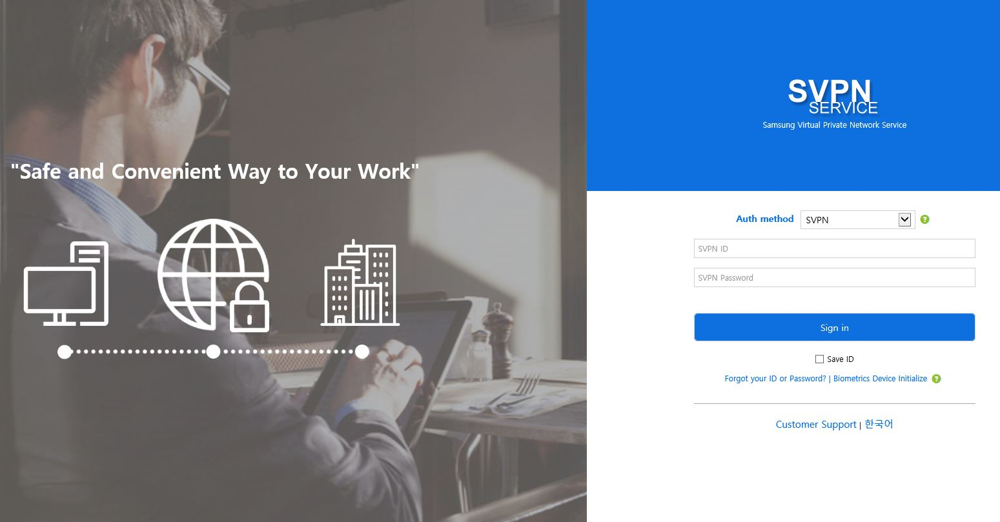 "Safe and Convenient Way to Your Work"
SVPN
SERVICE
Samsung Virtual Private Network Service
Auth method SVPN ?
SVPN ID
SVPN Password
Sign in
Save ID
Forgot your ID or Password? | Biometrics Device Initialize ?
Customer Support | 한국어